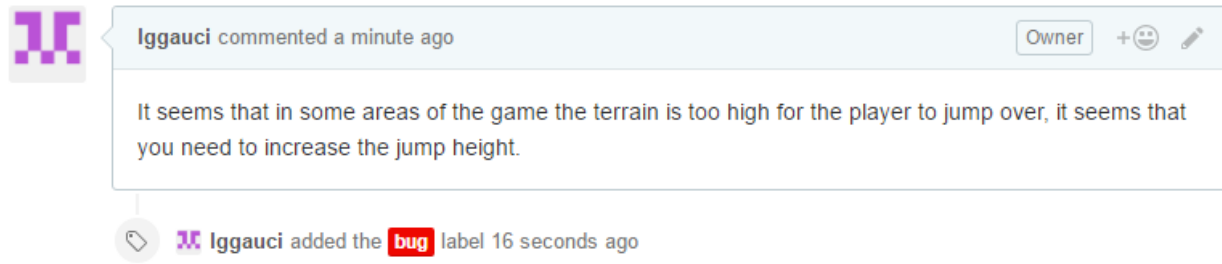 lggauci commented a minute ago Owner
It seems that in some areas of the game the terrain is too high for the player to jump over, it seems that
you need to increase the jump height.
lggauci added the bug label 16 seconds ago